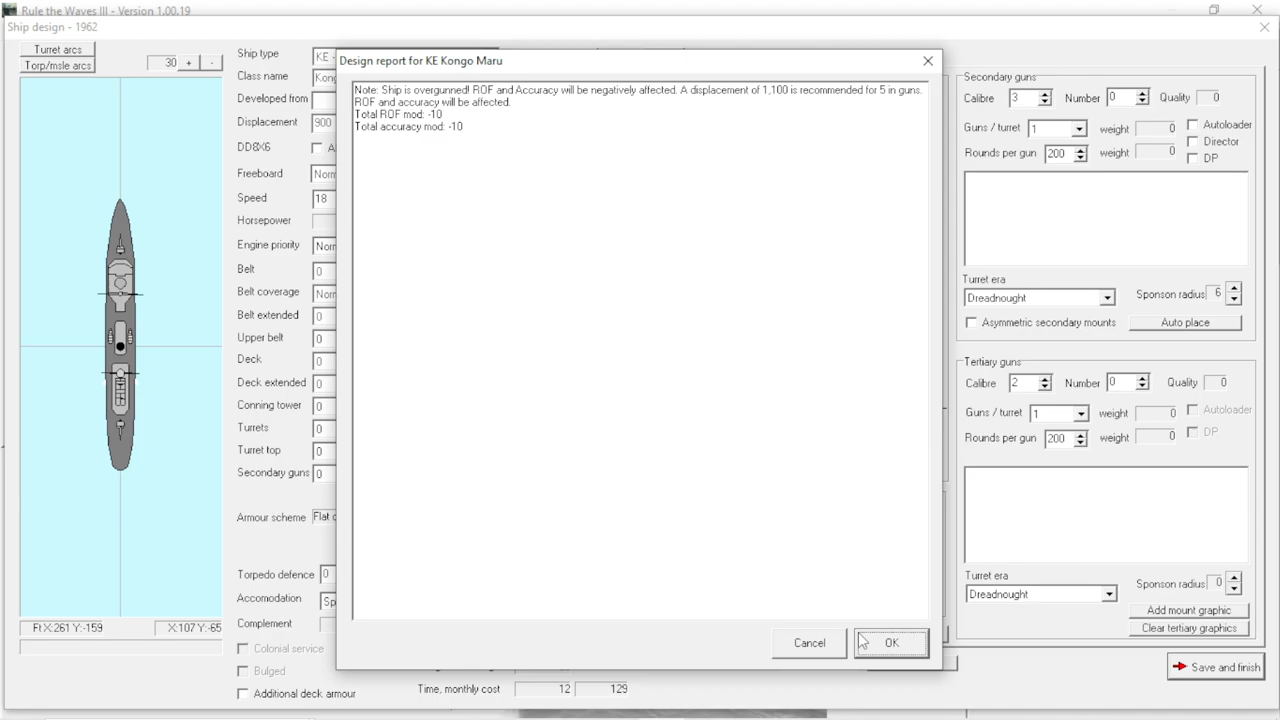 Rule the Waves III - Version 1.00.19
Ship design - 1962
Turret arcs
Torp/msle arcs
30 + -
Ft X:261 Y:-159
X:107 Y:-65
Ship type
KE -
Class name
Developed from
Displacement
900
DD8X6
Freeboard
Speed
18
Horsepower
Engine priority
Belt
0
Belt coverage
Belt extended
0
Upper belt
0
Deck
0
Deck extended
0
Conning tower
0
Turrets
0
Turret top
0
Secondary guns
0
Armour scheme
Torpedo defence
0
Accomodation
Complement
Colonial service
Bulged
Additional deck armour
Time, monthly cost
12
129
Design report for KE Kongo Maru
Note: Ship is overgunned! ROF and Accuracy will be negatively affected. A displacement of 1,100 is recommended for 5 in guns.
ROF and accuracy will be affected.
Total ROF mod: -10
Total accuracy mod: -10
Cancel
OK
Secondary guns
Calibre 3 Number 0 Quality 0
Guns / turret 1 weight 0 Autoloader
Director
Rounds per gun 200 weight 0 DP
Turret era
Dreadnought Sponson radius 6
Asymmetric secondary mounts Auto place
Tertiary guns
Calibre 2 Number 0 Quality 0
Guns / turret 1 weight 0 Autoloader
Rounds per gun 200 weight 0 DP
Turret era
Dreadnought Sponson radius 0
Add mount graphic
Clear tertiary graphics
Save and finish